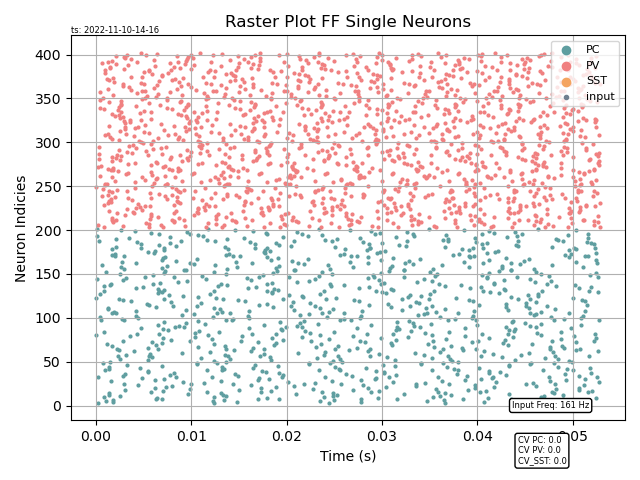 Raster Plot FF Single Neurons
ts: 2022-11-10-14-16
PC
PV
SST
input
400
350
300
250
200
150
100
50
0
Neuron Indicies
Input Freq: 161 Hz
0.00 0.01 0.02 0.03 0.04 0.05
Time (s)
CV PC: 0.0
CV PV: 0.0
CV_SST: 0.0